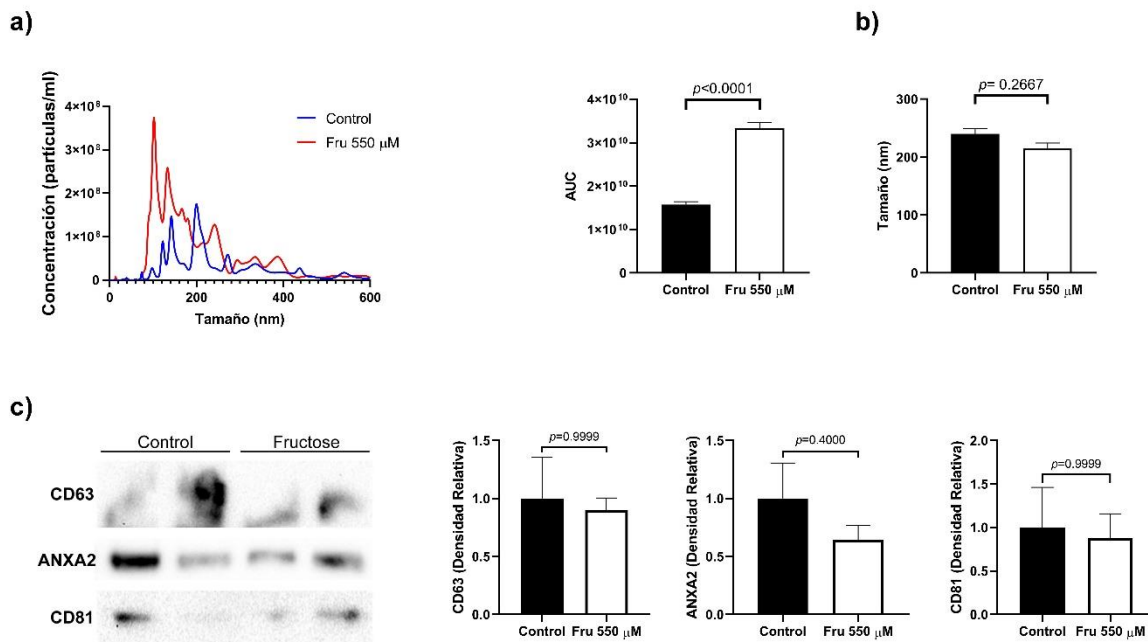 a)
Concentración (partículas/ml)
4×10⁸
3×10⁸
2×10⁸
1×10⁸
0
0
200
400
600
Tamaño (nm)
Control
Fru 550 μM
AUC
4×10¹⁰
3×10¹⁰
2×10¹⁰
1×10¹⁰
0
p<0.0001
Control
Fru 550 μM
b)
Tamaño (nm)
300
200
100
0
p= 0.2667
Control
Fru 550 μM
c)
Control
Fructose
CD63
ANXA2
CD81
CD63 (Densidad Relativa)
1.5
1.0
0.5
0.0
p=0.9999
Control
Fru 550 μM
ANXA2 (Densidad Relativa)
1.5
1.0
0.5
0.0
p=0.4000
Control
Fru 550 μM
CD81 (Densidad Relativa)
2.0
1.5
1.0
0.5
0.0
p=0.9999
Control
Fru 550 μM